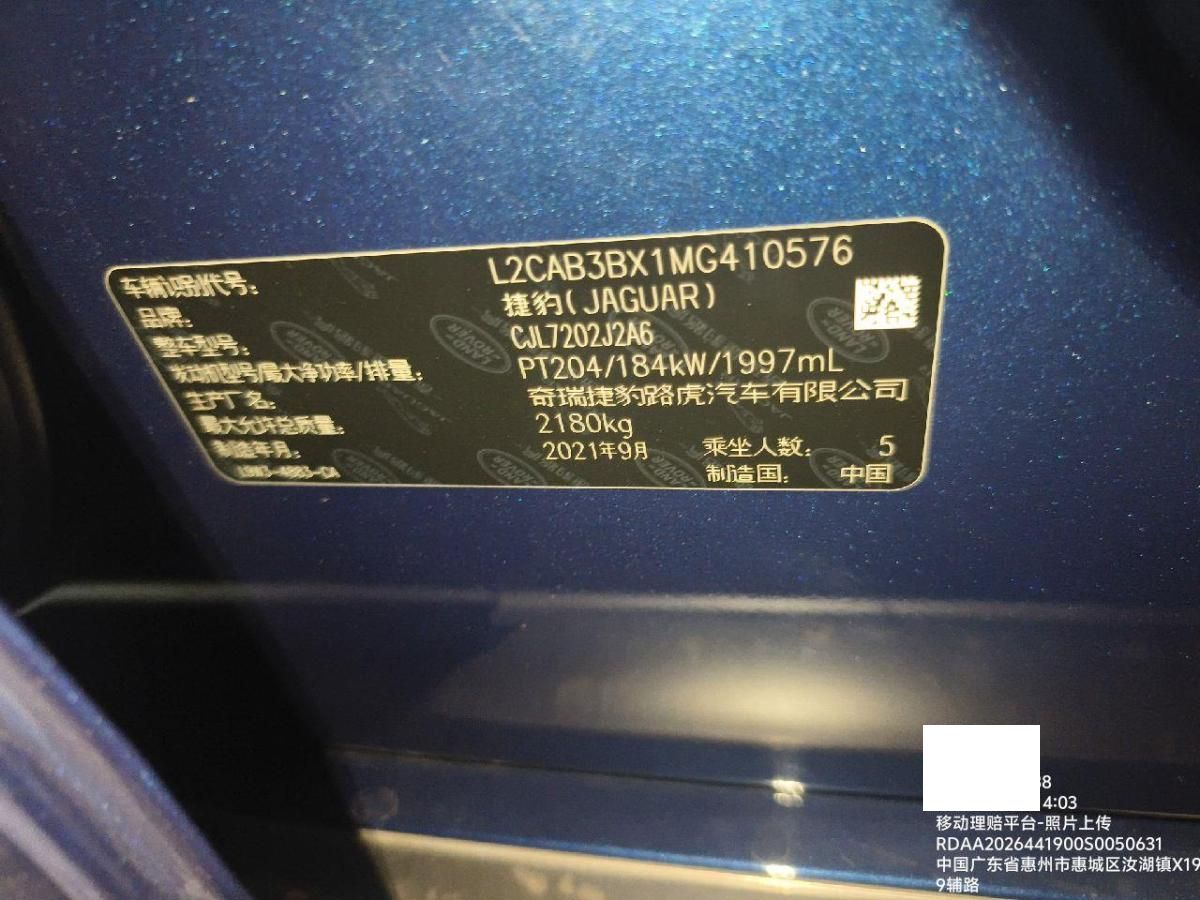 车辆识别代号: L2CAB3BX1MG410576
品牌: 捷豹(JAGUAR)
整车型号: CJL7202J2A6
发动机型号/最大净功率/排量: PT204/184kW/1997mL
生产厂名: 奇瑞捷豹路虎汽车有限公司
最大允许总质量: 2180kg
制造年月: 2021年9月 乘坐人数: 5
制造国: 中国
LAND ROVER
38
4:03
移动理赔平台-照片上传
RDAA2026441900S0050631
中国广东省惠州市惠城区汝湖镇X19
9辅路